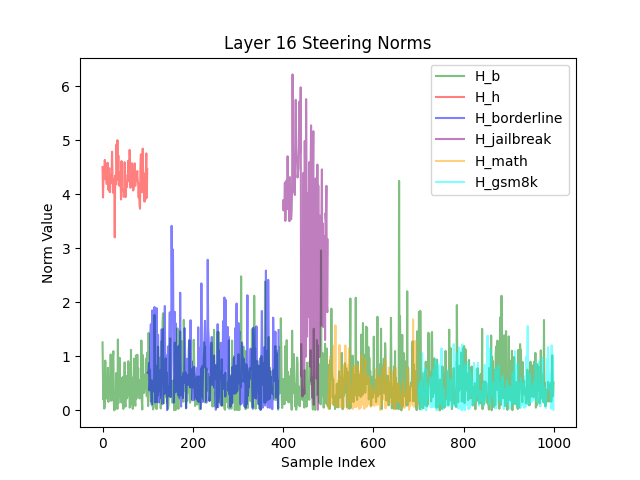 Layer 16 Steering Norms
H_b
H_h
H_borderline
H_jailbreak
H_math
H_gsm8k
Norm Value
6
5
4
3
2
1
0
0 200 400 600 800 1000
Sample Index